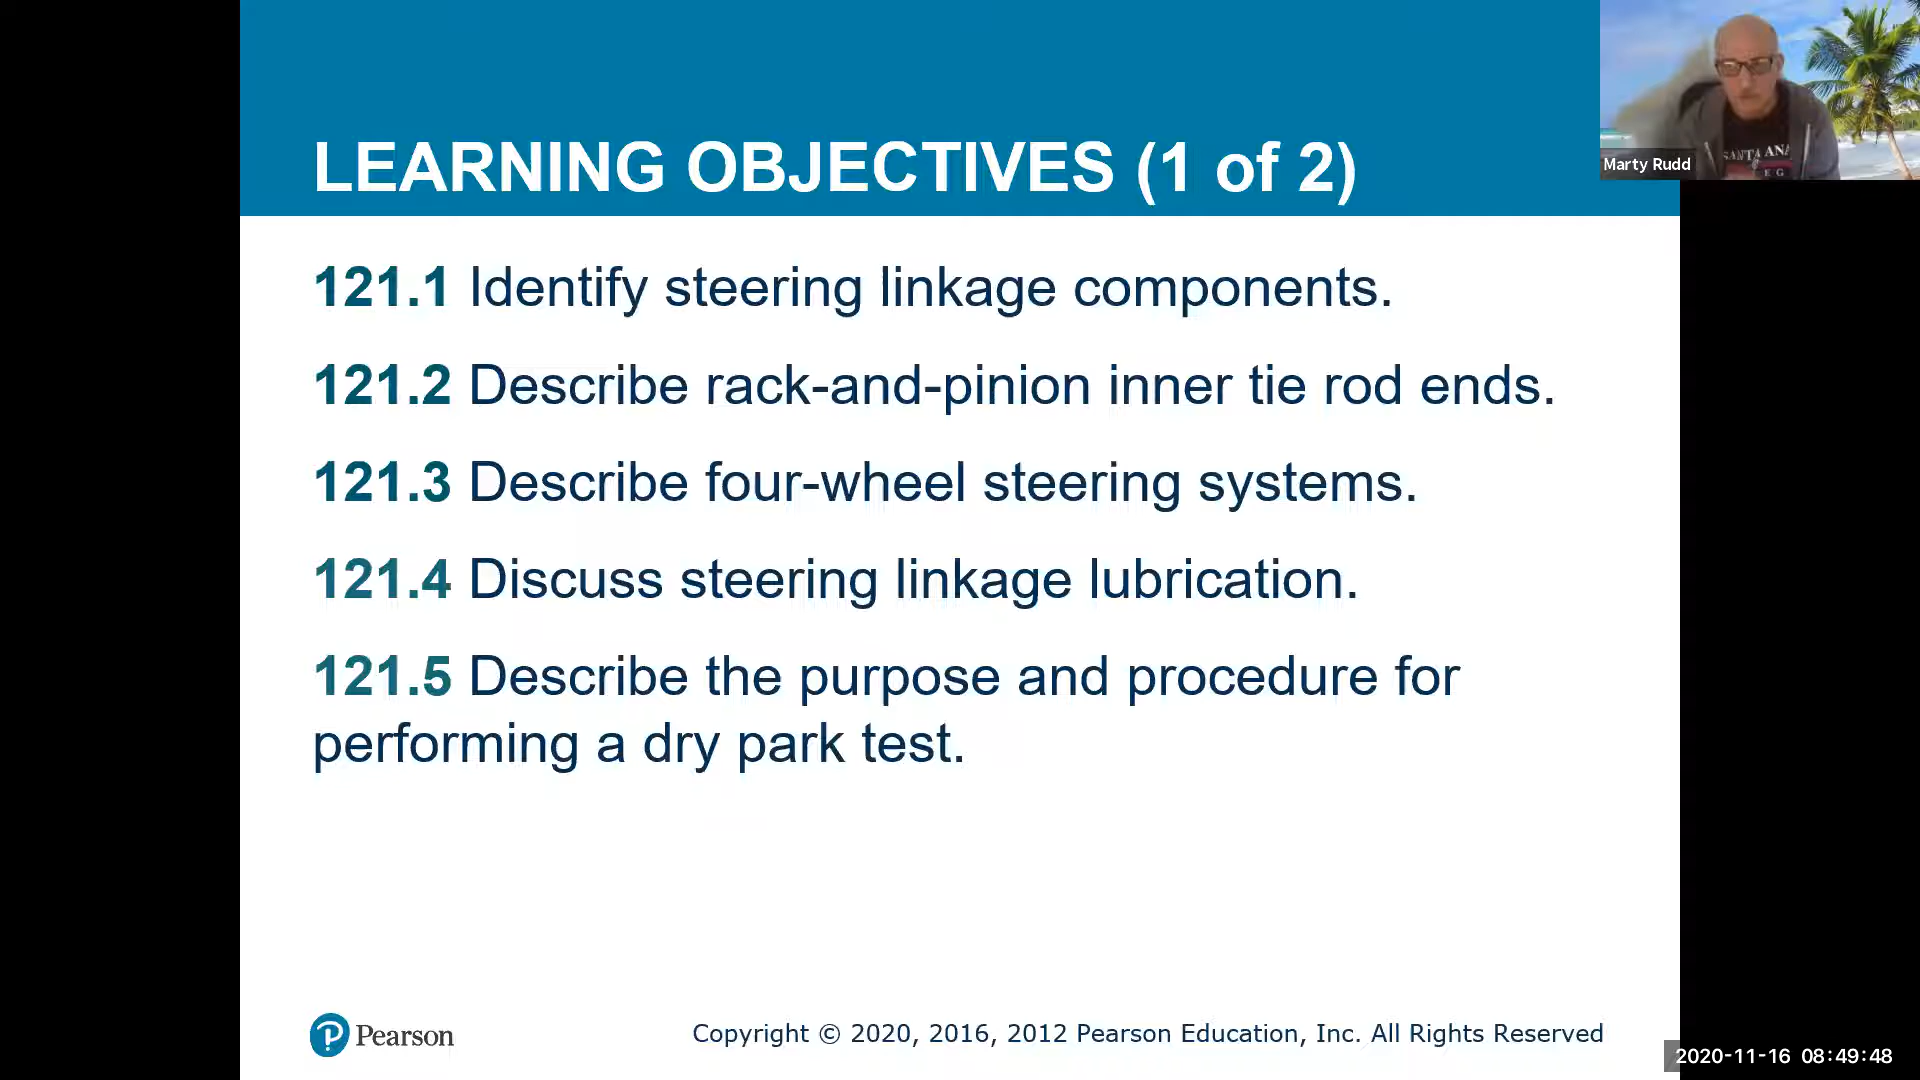 LEARNING OBJECTIVES (1 of 2)
SANTA ANA
E G
Marty Rudd
121.1 Identify steering linkage components.
121.2 Describe rack-and-pinion inner tie rod ends.
121.3 Describe four-wheel steering systems.
121.4 Discuss steering linkage lubrication.
121.5 Describe the purpose and procedure for
performing a dry park test.
Pearson
Copyright © 2020, 2016, 2012 Pearson Education, Inc. All Rights Reserved
2020-11-16 08:49:48